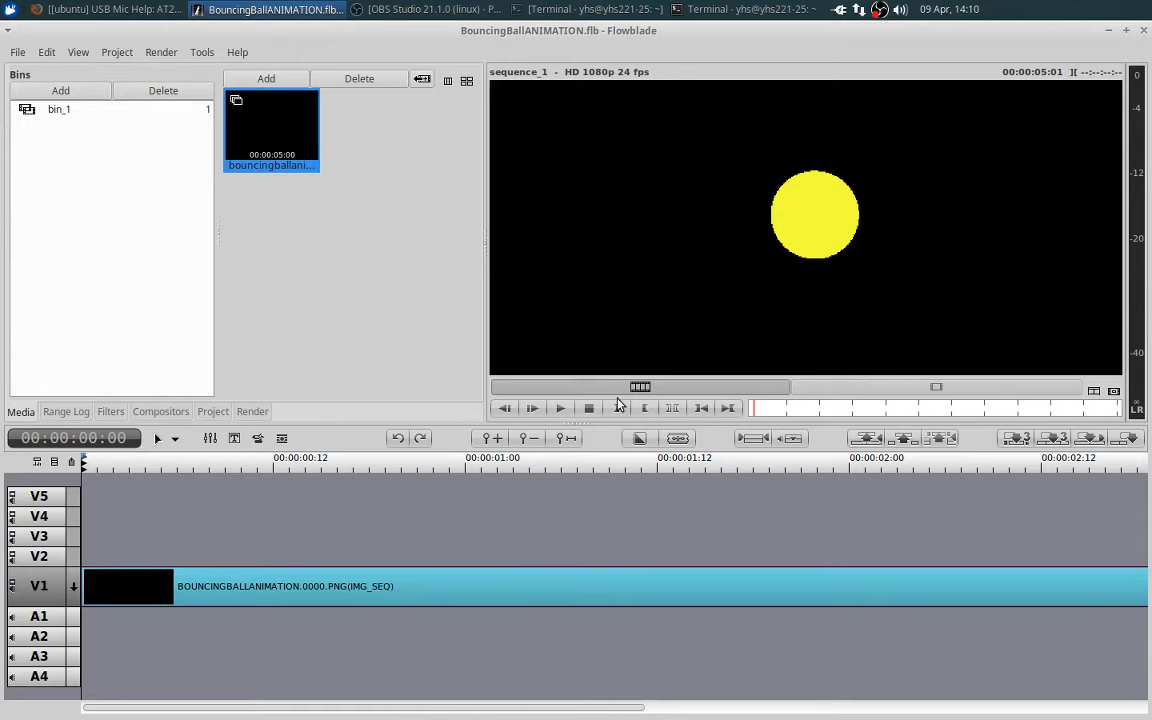 [[ubuntu] USB Mic Help: AT2...
BouncingBallANIMATION.flb...
[OBS Studio 21.1.0 (linux) - P...
[Terminal - yhs@yhs221-25: ~]
Terminal - yhs@yhs221-25: ~
09 Apr, 14:10
BouncingBallANIMATION.flb - Flowblade
File Edit View Project Render Tools Help
Bins
Add Delete
bin_1 1
Add Delete
00:00:05:00
bouncingballani...
sequence_1 - HD 1080p 24 fps
00:00:05:01 ][ --:--:--:--
0
-4
-12
-20
-40
∞
LR
Media Range Log Filters Compositors Project Render
00:00:00:00
00:00:00:12 00:00:01:00 00:00:01:12 00:00:02:00 00:00:02:12
V5
V4
V3
V2
V1 BOUNCINGBALLANIMATION.0000.PNG(IMG_SEQ)
A1
A2
A3
A4